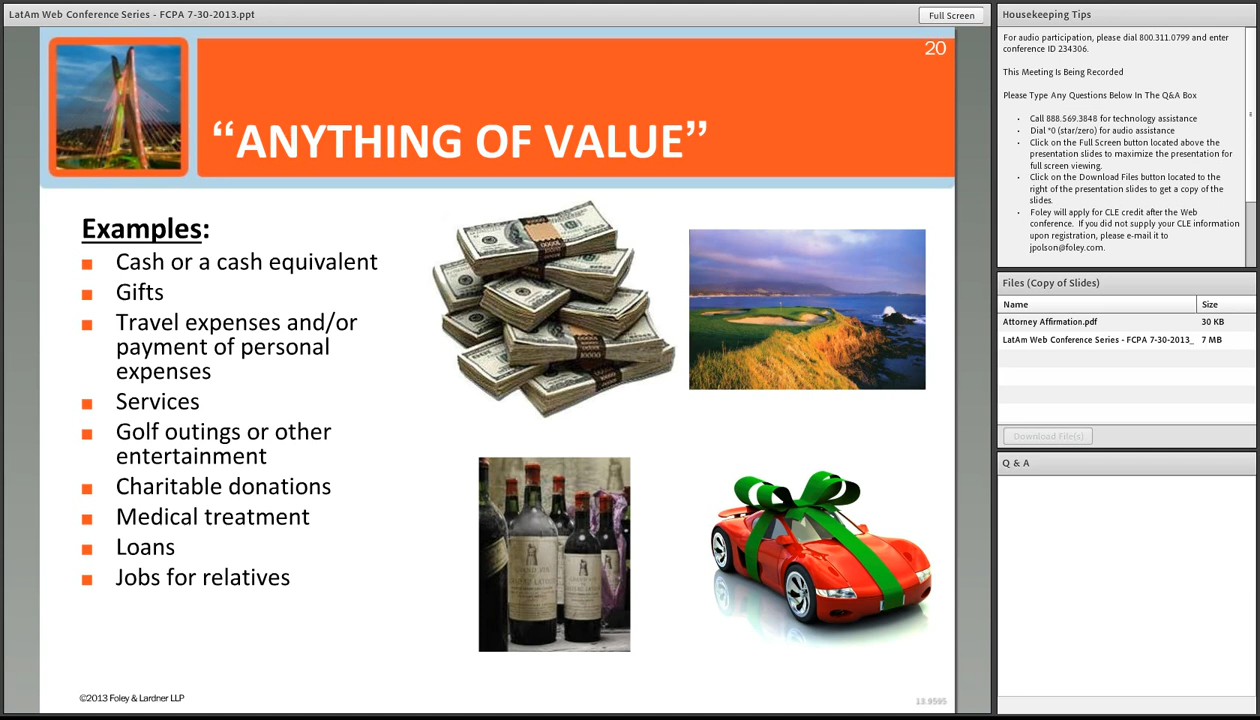 LatAm Web Conference Series - FCPA 7-30-2013.ppt
Full Screen
20
“ANYTHING OF VALUE”
Examples:
Cash or a cash equivalent
Gifts
Travel expenses and/or
payment of personal
expenses
Services
Golf outings or other
entertainment
Charitable donations
Medical treatment
Loans
Jobs for relatives
©2013 Foley & Lardner LLP
13.9595
Housekeeping Tips
For audio participation, please dial 800.311.0799 and enter
conference ID 234306.
This Meeting Is Being Recorded
Please Type Any Questions Below In The Q&A Box
Call 888.569.3848 for technology assistance
Dial *0 (star/zero) for audio assistance
Click on the Full Screen button located above the
presentation slides to maximize the presentation for
full screen viewing.
Click on the Download Files button located to the
right of the presentation slides to get a copy of the
slides.
Foley will apply for CLE credit after the Web
conference. If you did not supply your CLE information
upon registration, please e-mail it to
jpolson@foley.com.
Files (Copy of Slides)
Name Size
Attorney Affirmation.pdf 30 KB
LatAm Web Conference Series - FCPA 7-30-2013_ 7 MB
Download File(s)
Q & A